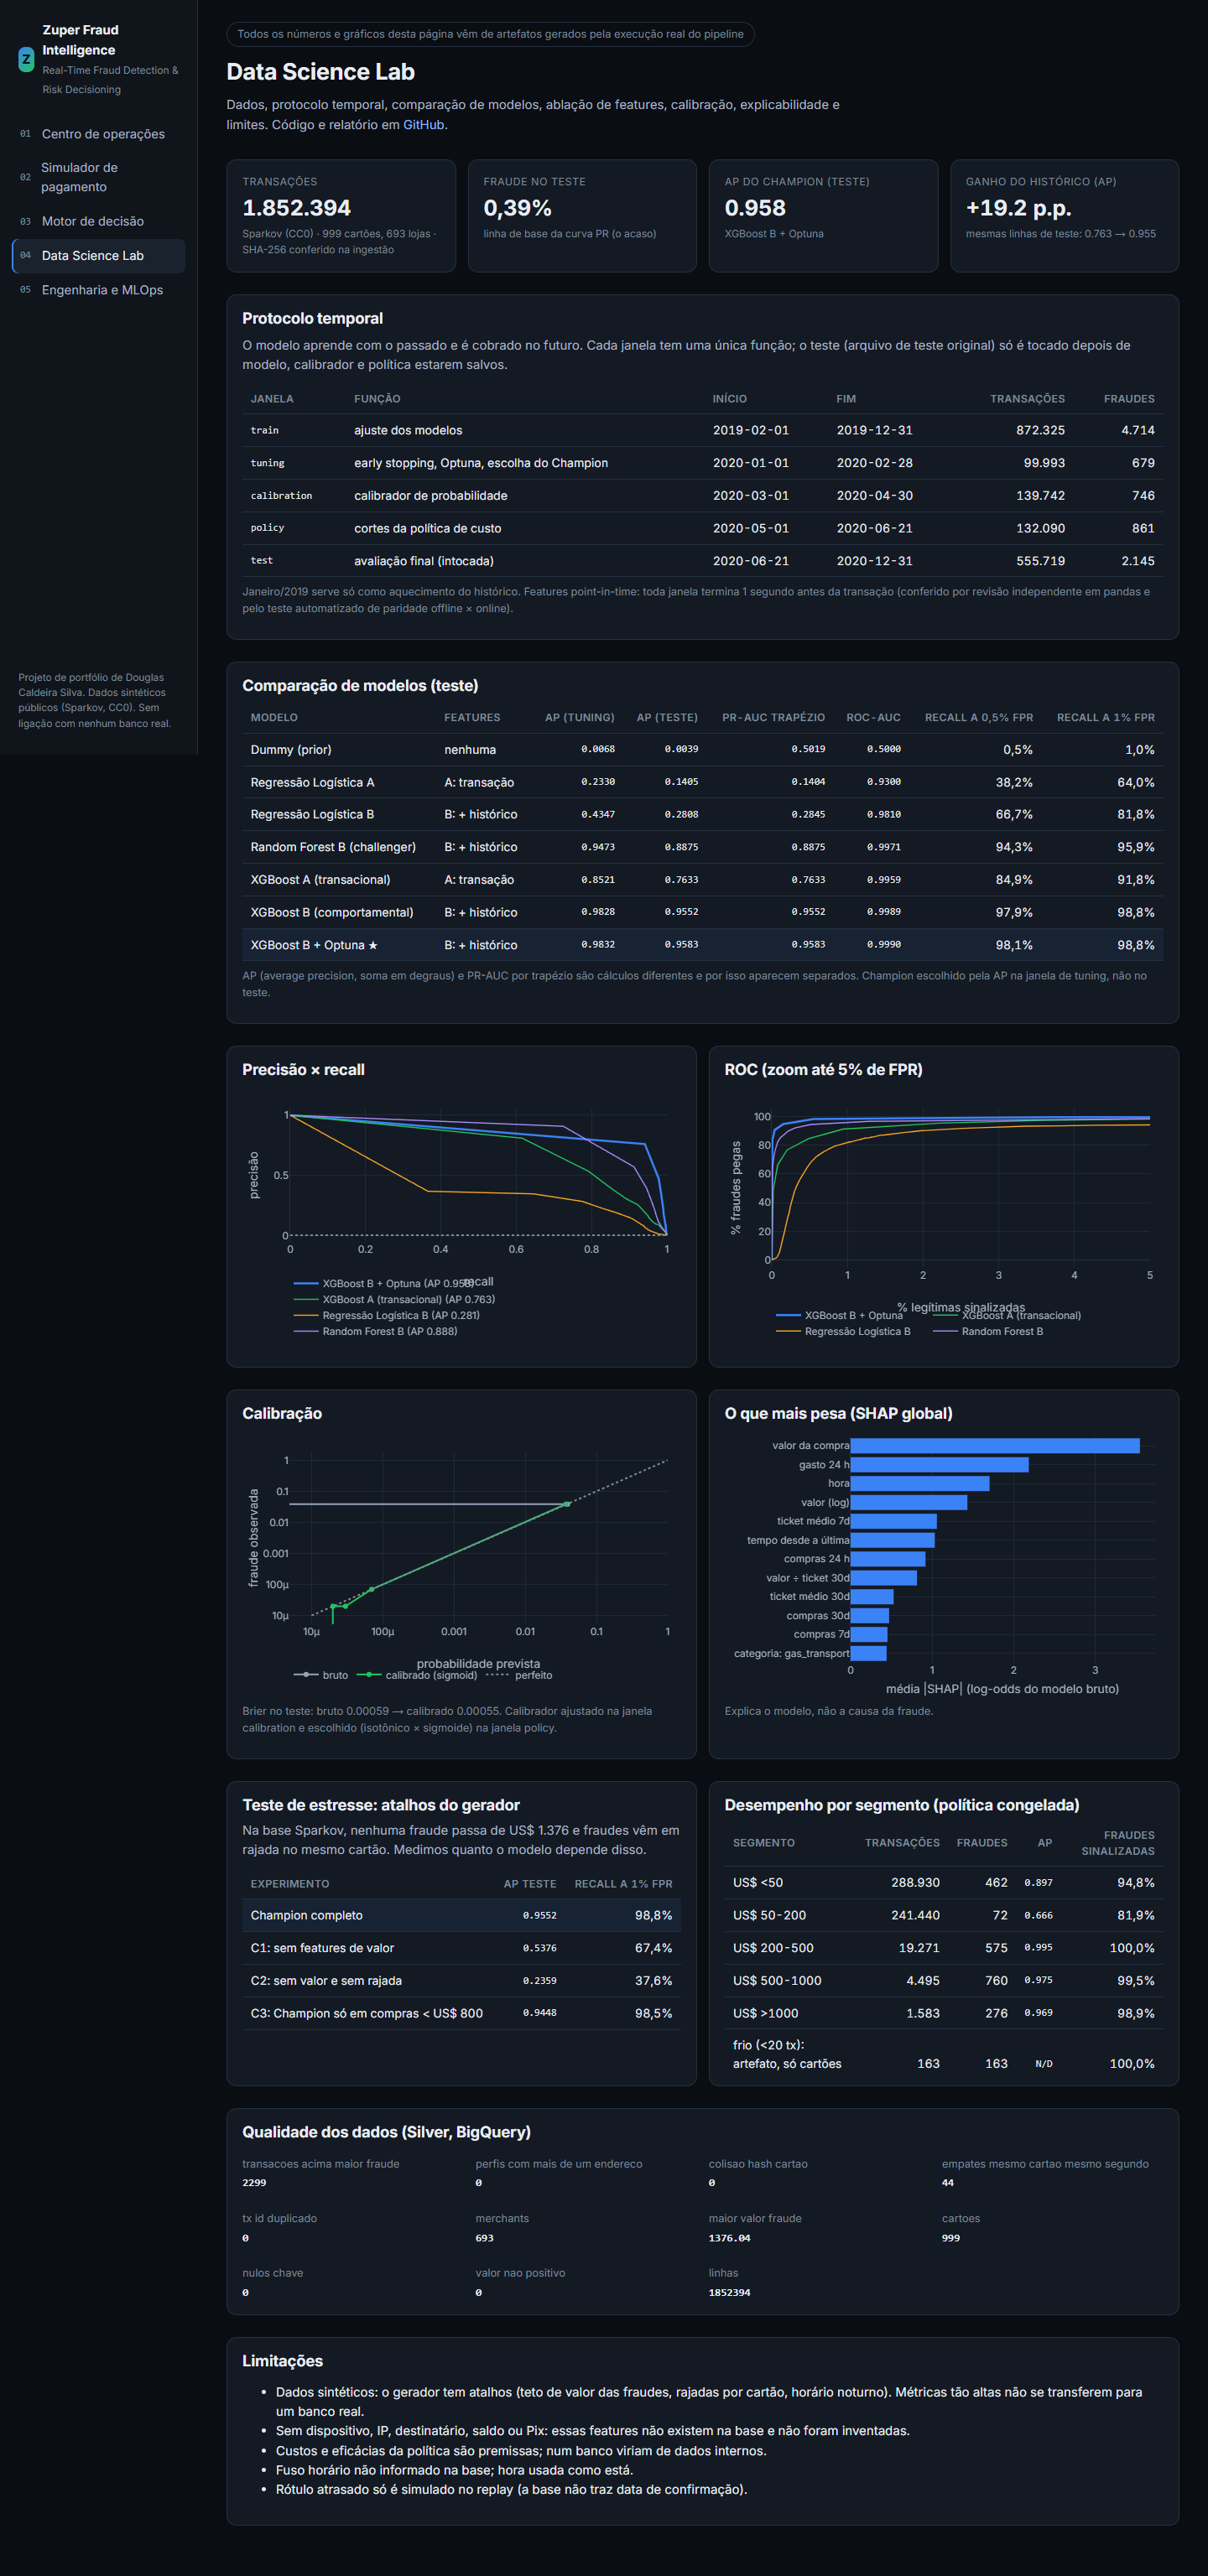 Z
Zuper Fraud
Intelligence
Real-Time Fraud Detection &
Risk Decisioning
01 Centro de operações
02 Simulador de
pagamento
03 Motor de decisão
04 Data Science Lab
05 Engenharia e MLOps
Projeto de portfólio de Douglas
Caldeira Silva. Dados sintéticos
públicos (Sparkov, CC0). Sem
ligação com nenhum banco real.
Todos os números e gráficos desta página vêm de artefatos gerados pela execução real do pipeline
Data Science Lab
Dados, protocolo temporal, comparação de modelos, ablação de features, calibração, explicabilidade e
limites. Código e relatório em GitHub.
TRANSAÇÕES
1.852.394
Sparkov (CC0) · 999 cartões, 693 lojas ·
SHA-256 conferido na ingestão
FRAUDE NO TESTE
0,39%
linha de base da curva PR (o acaso)
AP DO CHAMPION (TESTE)
0.958
XGBoost B + Optuna
GANHO DO HISTÓRICO (AP)
+19.2 p.p.
mesmas linhas de teste: 0.763 → 0.955
Protocolo temporal
O modelo aprende com o passado e é cobrado no futuro. Cada janela tem uma única função; o teste (arquivo de teste original) só é tocado depois de
modelo, calibrador e política estarem salvos.
JANELA FUNÇÃO INÍCIO FIM TRANSAÇÕES FRAUDES
train ajuste dos modelos 2019-02-01 2019-12-31 872.325 4.714
tuning early stopping, Optuna, escolha do Champion 2020-01-01 2020-02-28 99.993 679
calibration calibrador de probabilidade 2020-03-01 2020-04-30 139.742 746
policy cortes da política de custo 2020-05-01 2020-06-21 132.090 861
test avaliação final (intocada) 2020-06-21 2020-12-31 555.719 2.145
Janeiro/2019 serve só como aquecimento do histórico. Features point-in-time: toda janela termina 1 segundo antes da transação (conferido por revisão independente em pandas e
pelo teste automatizado de paridade offline × online).
Comparação de modelos (teste)
MODELO FEATURES AP (TUNING) AP (TESTE) PR-AUC TRAPÉZIO ROC-AUC RECALL A 0,5% FPR RECALL A 1% FPR
Dummy (prior) nenhuma 0.0068 0.0039 0.5019 0.5000 0,5% 1,0%
Regressão Logística A A: transação 0.2330 0.1405 0.1404 0.9300 38,2% 64,0%
Regressão Logística B B: + histórico 0.4347 0.2808 0.2845 0.9810 66,7% 81,8%
Random Forest B (challenger) B: + histórico 0.9473 0.8875 0.8875 0.9971 94,3% 95,9%
XGBoost A (transacional) A: transação 0.8521 0.7633 0.7633 0.9959 84,9% 91,8%
XGBoost B (comportamental) B: + histórico 0.9828 0.9552 0.9552 0.9989 97,9% 98,8%
XGBoost B + Optuna ★ B: + histórico 0.9832 0.9583 0.9583 0.9990 98,1% 98,8%
AP (average precision, soma em degraus) e PR-AUC por trapézio são cálculos diferentes e por isso aparecem separados. Champion escolhido pela AP na janela de tuning, não no
teste.
Precisão × recall
precisão
1
0.5
0
0 0.2 0.4 0.6 0.8 1
recall
XGBoost B + Optuna (AP 0.958)
XGBoost A (transacional) (AP 0.763)
Regressão Logística B (AP 0.281)
Random Forest B (AP 0.888)
ROC (zoom até 5% de FPR)
% fraudes pegas
100
80
60
40
20
0
0 1 2 3 4 5
% legítimas sinalizadas
XGBoost B + Optuna XGBoost A (transacional)
Regressão Logística B Random Forest B
Calibração
fraude observada
1
0.1
0.01
0.001
100µ
10µ
10µ 100µ 0.001 0.01 0.1 1
probabilidade prevista
bruto calibrado (sigmoid) perfeito
Brier no teste: bruto 0.00059 → calibrado 0.00055. Calibrador ajustado na janela
calibration e escolhido (isotônico × sigmoide) na janela policy.
O que mais pesa (SHAP global)
valor da compra
gasto 24 h
hora
valor (log)
ticket médio 7d
tempo desde a última
compras 24 h
valor ÷ ticket 30d
ticket médio 30d
compras 30d
compras 7d
categoria: gas_transport
0 1 2 3
média |SHAP| (log-odds do modelo bruto)
Explica o modelo, não a causa da fraude.
Teste de estresse: atalhos do gerador
Na base Sparkov, nenhuma fraude passa de US$ 1.376 e fraudes vêm em
rajada no mesmo cartão. Medimos quanto o modelo depende disso.
EXPERIMENTO AP TESTE RECALL A 1% FPR
Champion completo 0.9552 98,8%
C1: sem features de valor 0.5376 67,4%
C2: sem valor e sem rajada 0.2359 37,6%
C3: Champion só em compras < US$ 800 0.9448 98,5%
Desempenho por segmento (política congelada)
SEGMENTO TRANSAÇÕES FRAUDES AP FRAUDES
SINALIZADAS
US$ <50 288.930 462 0.897 94,8%
US$ 50-200 241.440 72 0.666 81,9%
US$ 200-500 19.271 575 0.995 100,0%
US$ 500-1000 4.495 760 0.975 99,5%
US$ >1000 1.583 276 0.969 98,9%
frio (<20 tx):
artefato, só cartões 163 163 N/D 100,0%
Qualidade dos dados (Silver, BigQuery)
transacoes acima maior fraude perfis com mais de um endereco colisao hash cartao empates mesmo cartao mesmo segundo
2299 0 0 44
tx id duplicado merchants maior valor fraude cartoes
0 693 1376.04 999
nulos chave valor nao positivo linhas
0 0 1852394
Limitações
• Dados sintéticos: o gerador tem atalhos (teto de valor das fraudes, rajadas por cartão, horário noturno). Métricas tão altas não se transferem para
um banco real.
• Sem dispositivo, IP, destinatário, saldo ou Pix: essas features não existem na base e não foram inventadas.
• Custos e eficácias da política são premissas; num banco viriam de dados internos.
• Fuso horário não informado na base; hora usada como está.
• Rótulo atrasado só é simulado no replay (a base não traz data de confirmação).